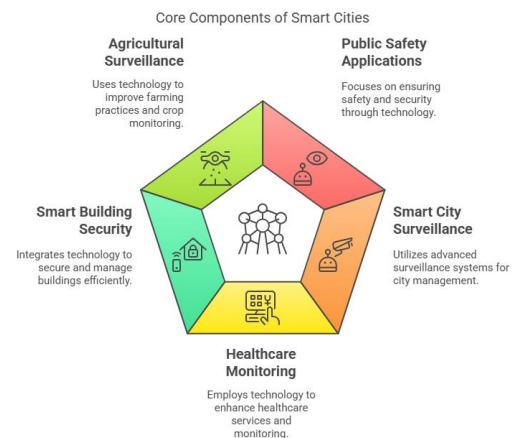 Core Components of Smart Cities
Agricultural
Surveillance
Uses technology to
improve farming
practices and crop
monitoring.
Public Safety
Applications
Focuses on ensuring
safety and security
through technology.
Smart Building
Security
Integrates technology to
secure and manage
buildings efficiently.
Smart City
Surveillance
Utilizes advanced
surveillance systems for
city management.
Healthcare
Monitoring
Employs technology to
enhance healthcare
services and
monitoring.